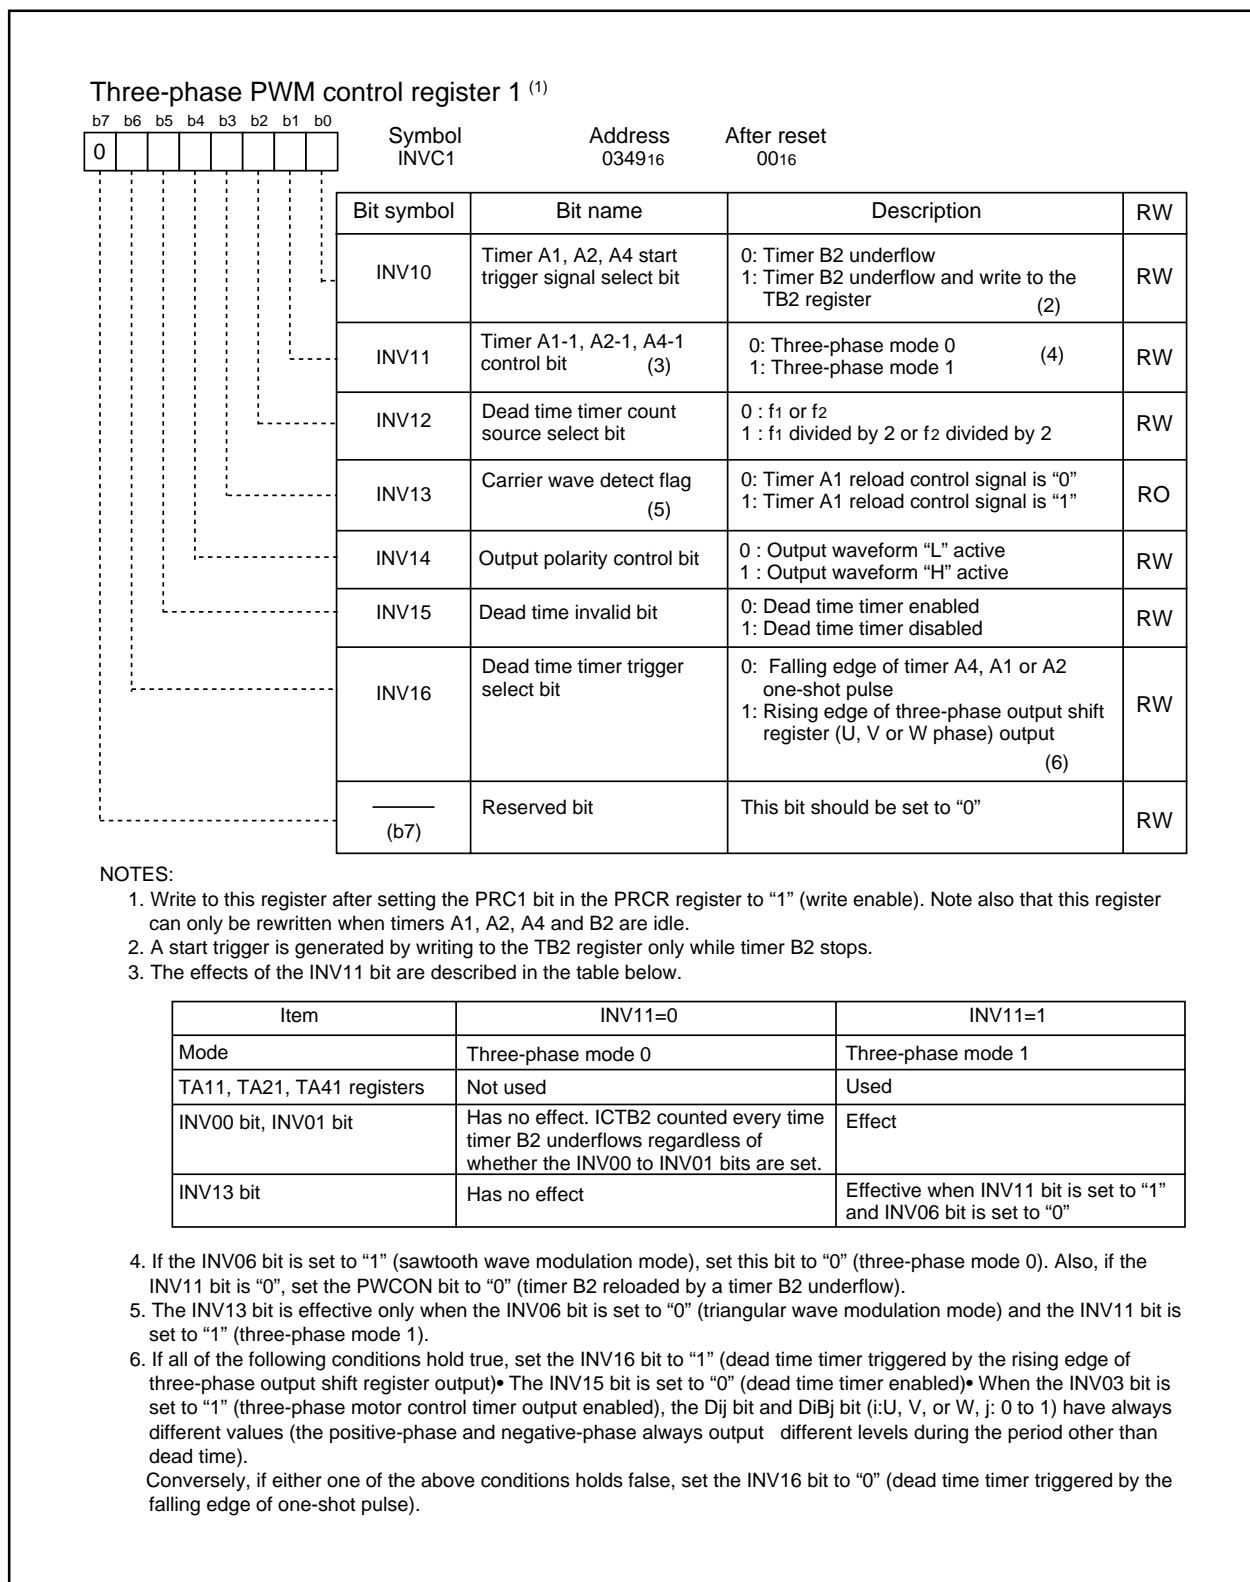 Three-phase PWM control register 1 (1)
b7 b6 b5 b4 b3 b2 b1 b0
0
Symbol Address After reset
INVC1 034916 0016
Bit symbol Bit name Description RW
INV10 Timer A1, A2, A4 start trigger signal select bit
0: Timer B2 underflow
1: Timer B2 underflow and write to the
TB2 register (2)
RW
INV11 Timer A1-1, A2-1, A4-1
control bit (3)
0: Three-phase mode 0 (4)
1: Three-phase mode 1
RW
INV12 Dead time timer count
source select bit
0 : f1 or f2
1 : f1 divided by 2 or f2 divided by 2
RW
INV13 Carrier wave detect flag
(5)
0: Timer A1 reload control signal is “0”
1: Timer A1 reload control signal is “1”
RO
INV14 Output polarity control bit
0 : Output waveform “L” active
1 : Output waveform “H” active
RW
INV15 Dead time invalid bit
0: Dead time timer enabled
1: Dead time timer disabled
RW
INV16 Dead time timer trigger
select bit
0: Falling edge of timer A4, A1 or A2
one-shot pulse
1: Rising edge of three-phase output shift
register (U, V or W phase) output
(6)
RW
(b7)
Reserved bit
This bit should be set to “0”
RW
NOTES:
1. Write to this register after setting the PRC1 bit in the PRCR register to “1” (write enable). Note also that this register
can only be rewritten when timers A1, A2, A4 and B2 are idle.
2. A start trigger is generated by writing to the TB2 register only while timer B2 stops.
3. The effects of the INV11 bit are described in the table below.
Item INV11=0 INV11=1
Mode Three-phase mode 0 Three-phase mode 1
TA11, TA21, TA41 registers Not used Used
INV00 bit, INV01 bit
Has no effect. ICTB2 counted every time
timer B2 underflows regardless of
whether the INV00 to INV01 bits are set.
Effect
INV13 bit Has no effect
Effective when INV11 bit is set to “1”
and INV06 bit is set to “0”
4. If the INV06 bit is set to “1” (sawtooth wave modulation mode), set this bit to “0” (three-phase mode 0). Also, if the
INV11 bit is “0”, set the PWCON bit to “0” (timer B2 reloaded by a timer B2 underflow).
5. The INV13 bit is effective only when the INV06 bit is set to “0” (triangular wave modulation mode) and the INV11 bit is
set to “1” (three-phase mode 1).
6. If all of the following conditions hold true, set the INV16 bit to “1” (dead time timer triggered by the rising edge of
three-phase output shift register output)• The INV15 bit is set to “0” (dead time timer enabled)• When the INV03 bit is
set to “1” (three-phase motor control timer output enabled), the Dij bit and DiBj bit (i:U, V, or W, j: 0 to 1) have always
different values (the positive-phase and negative-phase always output different levels during the period other than
dead time).
Conversely, if either one of the above conditions holds false, set the INV16 bit to “0” (dead time timer triggered by the
falling edge of one-shot pulse).